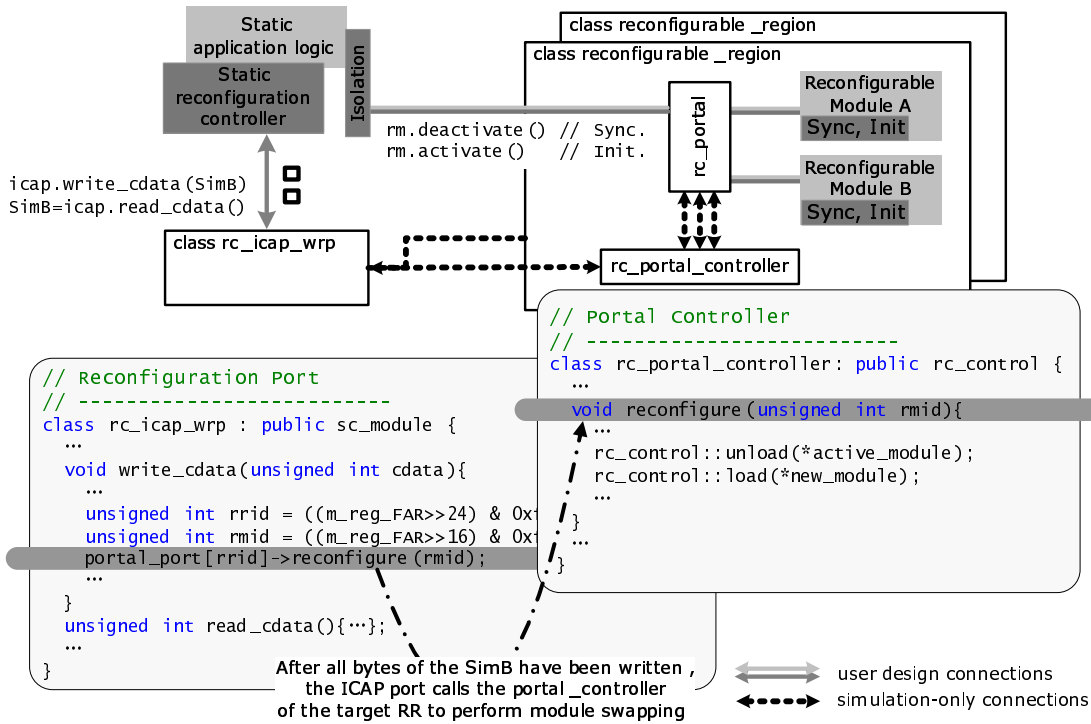 Static
application logic
Static
reconfiguration
controller
Isolation
class reconfigurable _region
class reconfigurable _region
rc_portal
Reconfigurable
Module A
Sync, Init
Reconfigurable
Module B
Sync, Init
rm.deactivate() // Sync.
rm.activate() // Init.
icap.write_cdata(SimB)
SimB=icap.read_cdata()
class rc_icap_wrp
rc_portal_controller
// Portal Controller
// --------------------------
class rc_portal_controller: public rc_control {
…
void reconfigure(unsigned int rmid){
…
rc_control::unload(*active_module);
rc_control::load(*new_module);
…
}
…
}
// Reconfiguration Port
// --------------------------
class rc_icap_wrp : public sc_module {
…
void write_cdata(unsigned int cdata){
…
unsigned int rrid = ((m_reg_FAR>>24) & 0xf
unsigned int rmid = ((m_reg_FAR>>16) & 0xf
portal_port[rrid]->reconfigure(rmid);
…
}
unsigned int read_cdata(){…};
…
}
After all bytes of the SimB have been written ,
the ICAP port calls the portal _controller
of the target RR to perform module swapping
user design connections
simulation-only connections